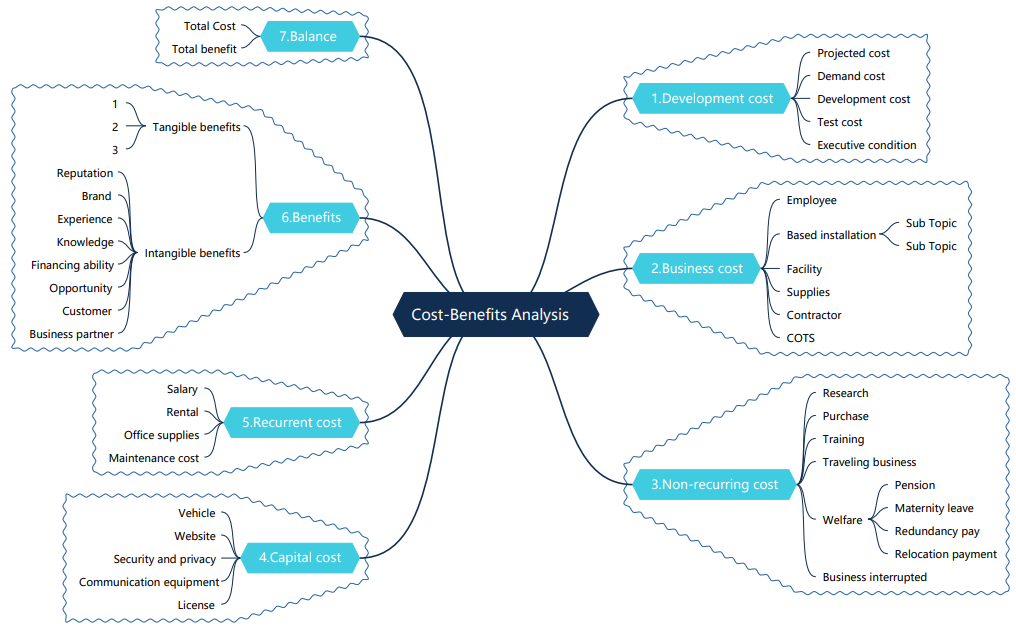 Cost-Benefits Analysis
1.Development cost
Projected cost
Demand cost
Development cost
Test cost
Executive condition
2.Business cost
Employee
Based installation
Sub Topic
Sub Topic
Facility
Supplies
Contractor
COTS
3.Non-recurring cost
Research
Purchase
Training
Traveling business
Welfare
Pension
Maternity leave
Redundancy pay
Relocation payment
Business interrupted
4.Capital cost
Vehicle
Website
Security and privacy
Communication equipment
License
5.Recurrent cost
Salary
Rental
Office supplies
Maintenance cost
6.Benefits
Tangible benefits
1
2
3
Intangible benefits
Reputation
Brand
Experience
Knowledge
Financing ability
Opportunity
Customer
Business partner
7.Balance
Total Cost
Total benefit